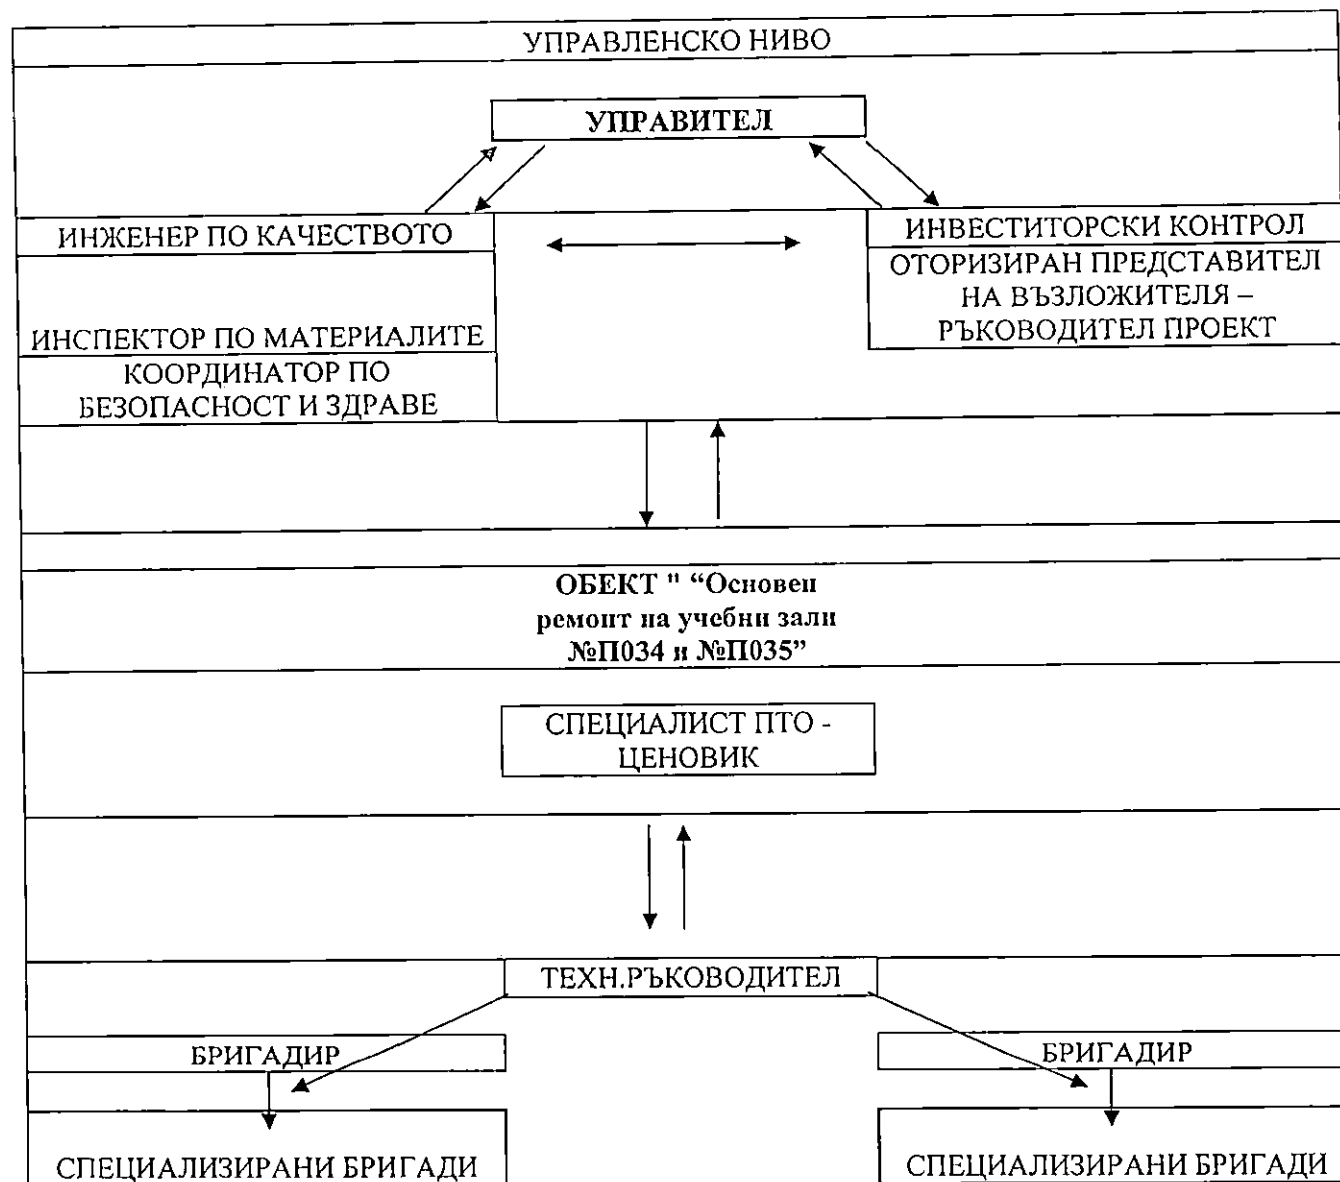 УПРАВЛЕНСКО НИВО
УПРАВИТЕЛ
ИНЖЕНЕР ПО КАЧЕСТВОТО
ИНСПЕКТОР ПО МАТЕРИАЛИТЕ
КООРДИНАТОР ПО
БЕЗОПАСНОСТ И ЗДРАВЕ
ИНВЕСТИТОРСКИ КОНТРОЛ
ОТОРИЗИРАН ПРЕДСТАВИТЕЛ
НА ВЪЗЛОЖИТЕЛЯ –
РЪКОВОДИТЕЛ ПРОЕКТ
ОБЕКТ " “Основен
ремонт на учебни зали
№П034 и №П035”
СПЕЦИАЛИСТ ПТО -
ЦЕНОВИК
ТЕХН.РЪКОВОДИТЕЛ
БРИГАДИР
БРИГАДИР
СПЕЦИАЛИЗИРАНИ БРИГАДИ
СПЕЦИАЛИЗИРАНИ БРИГАДИ